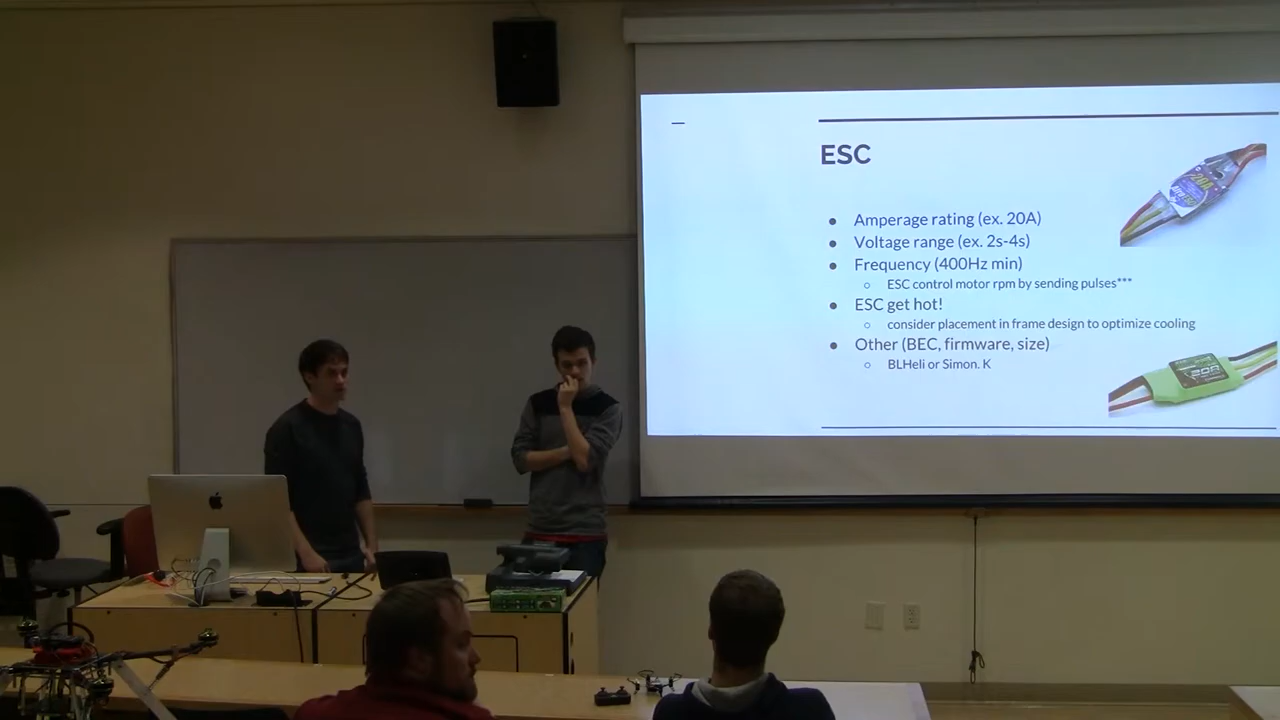 ESC
● Amperage rating (ex. 20A)
● Voltage range (ex. 2s-4s)
● Frequency (400Hz min)
○ ESC control motor rpm by sending pulses***
● ESC get hot!
○ consider placement in frame design to optimize cooling
● Other (BEC, firmware, size)
○ BLHeli or Simon. K
20A
20A